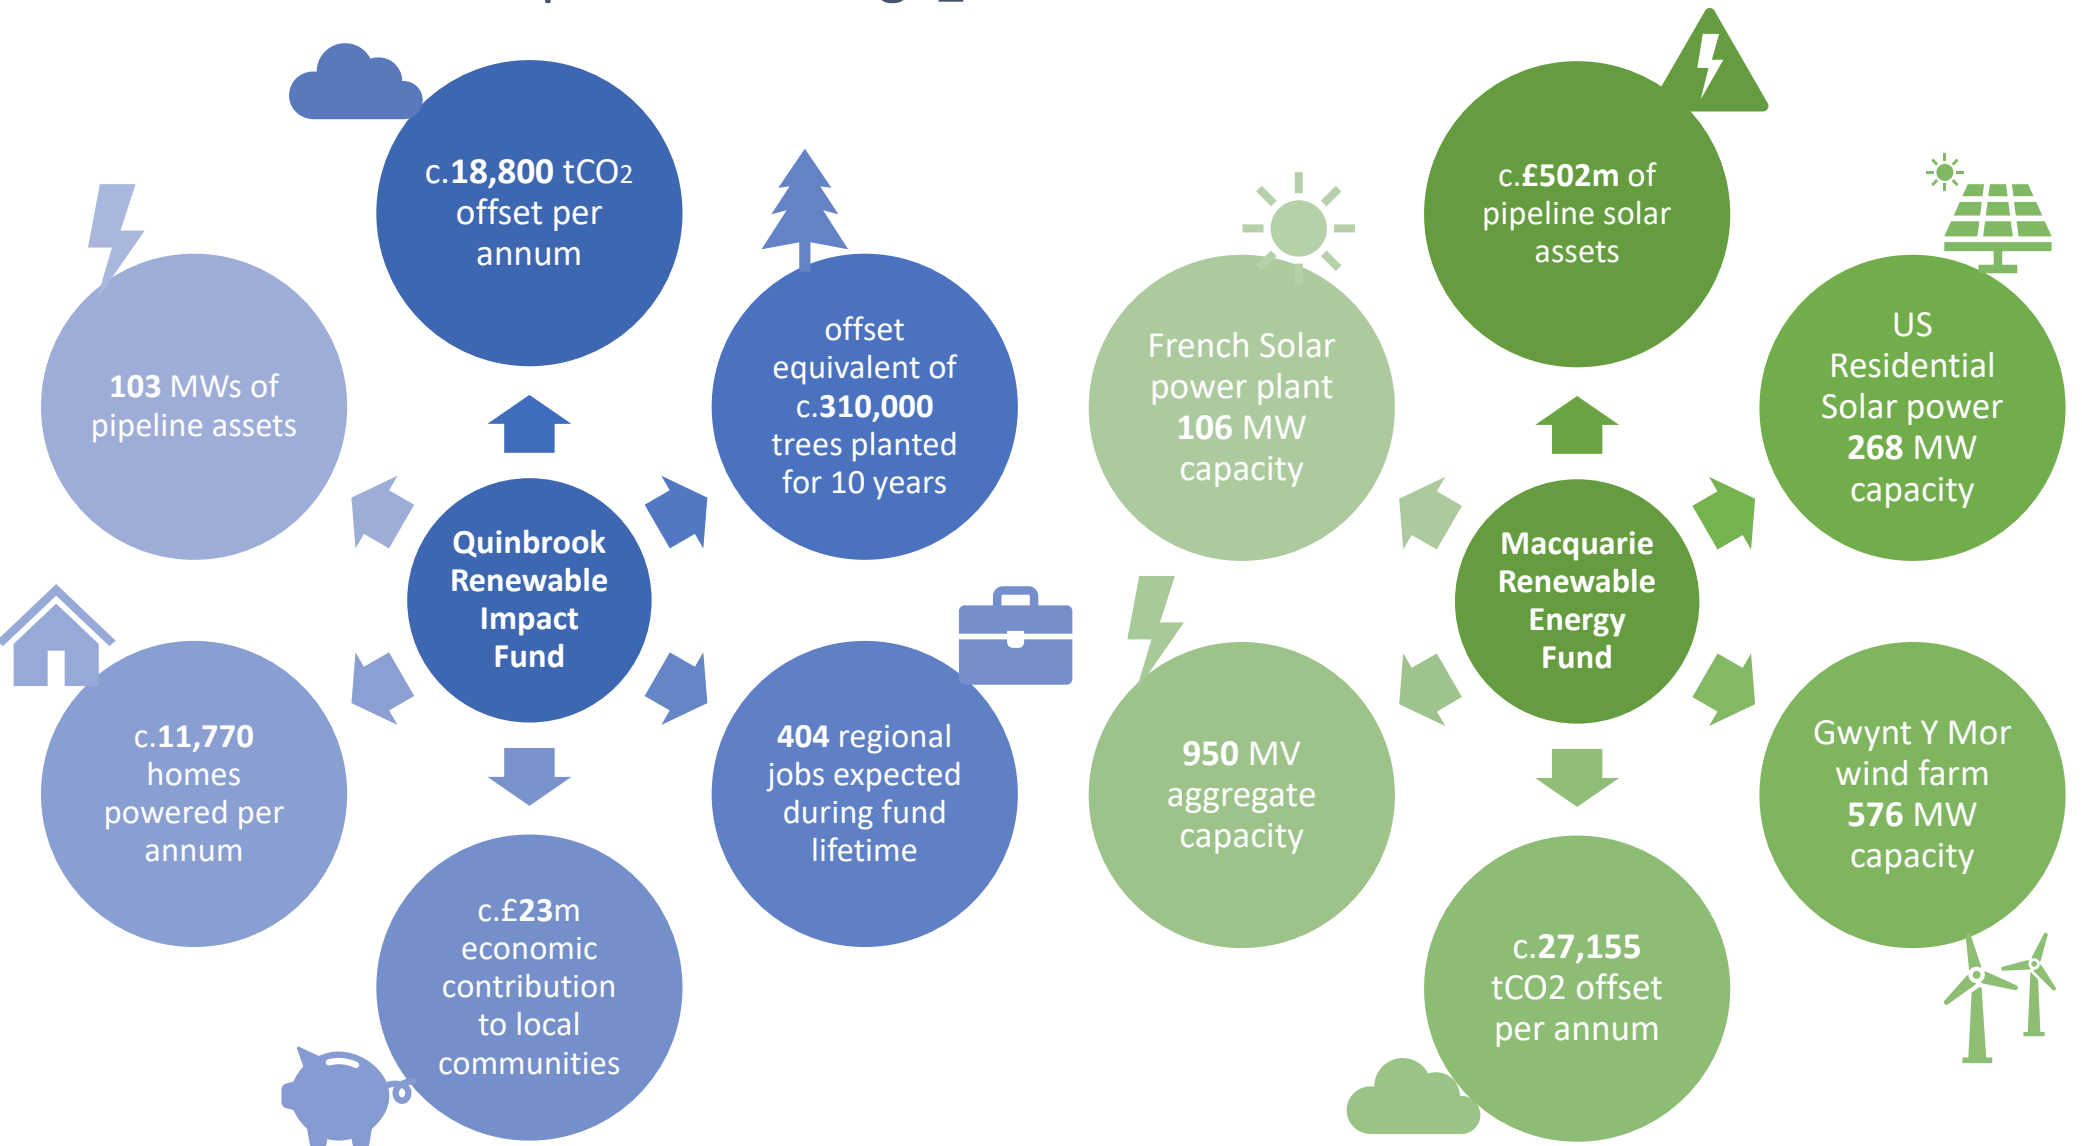 c.18,800 tCO2
offset per
annum
offset
equivalent of
c.310,000
trees planted
for 10 years
404 regional
jobs expected
during fund
lifetime
c.£23m
economic
contribution
to local
communities
c.11,770
homes
powered per
annum
103 MWs of
pipeline assets
Quinbrook
Renewable
Impact
Fund
c.£502m of
pipeline solar
assets
US
Residential
Solar power
268 MW
capacity
Gwynt Y Mor
wind farm
576 MW
capacity
c.27,155
tCO2 offset
per annum
950 MV
aggregate
capacity
French Solar
power plant
106 MW
capacity
Macquarie
Renewable
Energy
Fund